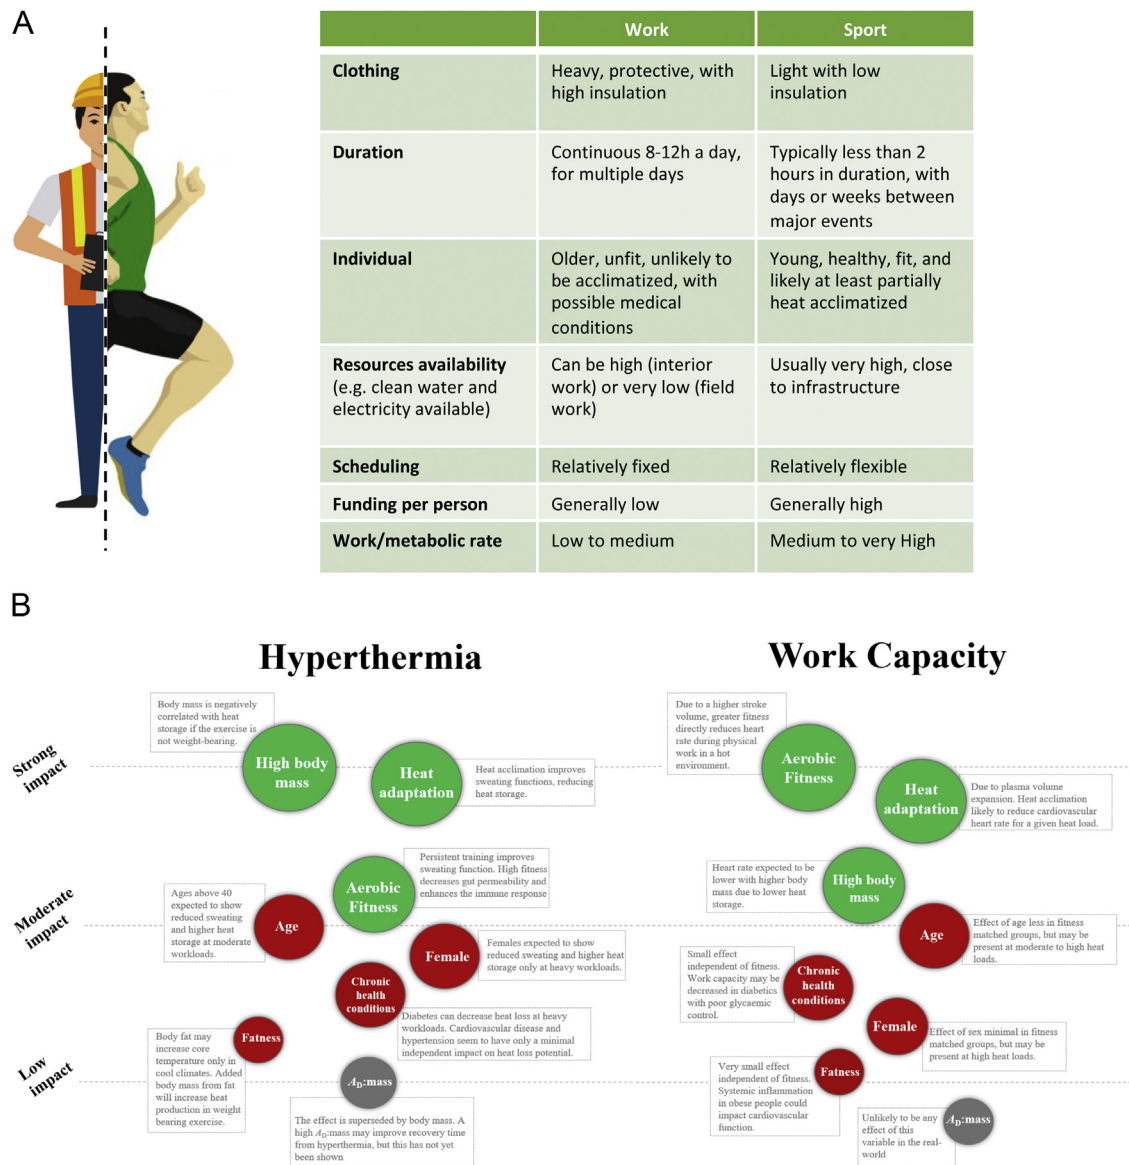 A
Work
Sport
Clothing
Heavy, protective, with
high insulation
Light with low
insulation
Duration
Continuous 8-12h a day,
for multiple days
Typically less than 2
hours in duration, with
days or weeks between
major events
Individual
Older, unfit, unlikely to
be acclimatized, with
possible medical
conditions
Young, healthy, fit, and
likely at least partially
heat acclimatized
Resources availability
(e.g. clean water and
electricity available)
Can be high (interior
work) or very low (field
work)
Usually very high, close
to infrastructure
Scheduling
Relatively fixed
Relatively flexible
Funding per person
Generally low
Generally high
Work/metabolic rate
Low to medium
Medium to very High
B
Hyperthermia
Strong
impact
Body mass is negatively
correlated with heat
storage if the exercise is
not weight-bearing.
High body
mass
Heat
adaptation
Heat acclimation improves
sweating functions, reducing
heat storage.
Moderate
impact
Persistent training improves
sweating function. High fitness
decreases gut permeability and
enhances the immune response
Aerobic
Fitness
Ages above 40
expected to show
reduced sweating
and higher heat
storage at moderate
workloads.
Age
Female
Females expected to show
reduced sweating and higher heat
storage only at heavy workloads.
Chronic
health
conditions
Diabetes can decrease heat loss at heavy
workloads. Cardiovascular disease and
hypertension seem to have only a minimal
independent impact on heat loss potential.
Low
impact
Fatness
Body fat may
increase core
temperature only in
cool climates. Added
body mass from fat
will increase heat
production in weight
bearing exercise.
AD:mass
The effect is superseded by body mass. A
high AD:mass may improve recovery time
from hyperthermia, but this has not yet
been shown
Work Capacity
Due to a higher stroke
volume, greater fitness
directly reduces heart
rate during physical
work in a hot
environment.
Aerobic
Fitness
Heat
adaptation
Due to plasma volume
expansion. Heat acclimation
likely to reduce cardiovascular
heart rate for a given heat load.
Heart rate expected to be
lower with higher body
mass due to lower heat
storage.
High body
mass
Age
Effect of age less in fitness
matched groups, but may be
present at moderate to high heat
loads.
Small effect
independent of fitness.
Work capacity may be
decreased in diabetics
with poor glycaemic
control.
Chronic
health
conditions
Female
Effect of sex minimal in fitness
matched groups, but may be
present at high heat loads.
Very small effect
independent of fitness.
Systemic inflammation
in obese people could
impact cardiovascular
function.
Fatness
Unlikely to be any
effect of this
variable in the real-
world
AD:mass